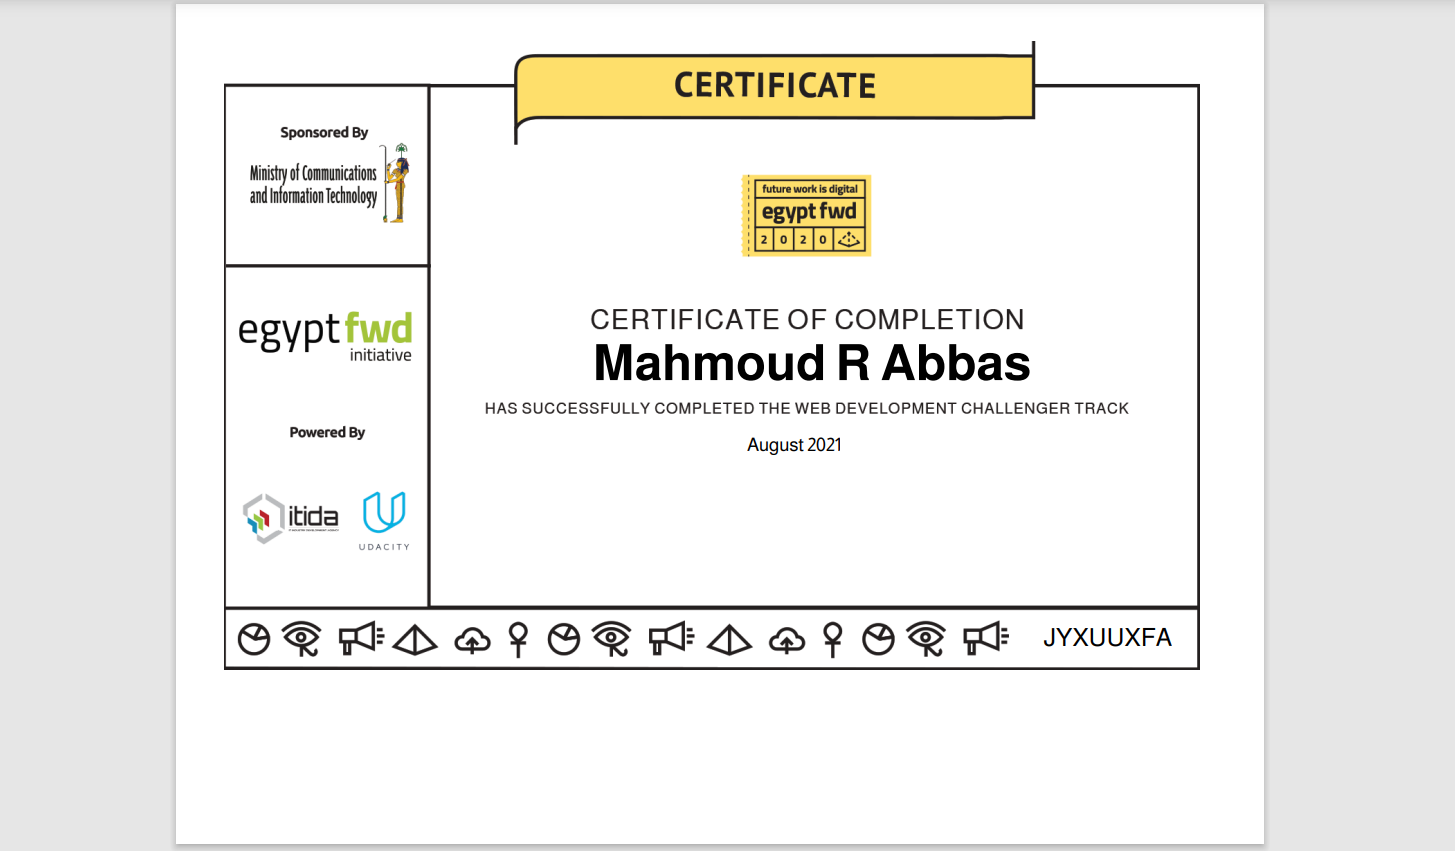 CERTIFICATE
Sponsored By
Ministry of Communications
and Information Technology
future work is digital
egypt fwd
2 0 2 0
egypt fwd
initiative
Powered By
itida
UDACITY
CERTIFICATE OF COMPLETION
Mahmoud R Abbas
HAS SUCCESSFULLY COMPLETED THE WEB DEVELOPMENT CHALLENGER TRACK
August 2021
JYXUUXFA